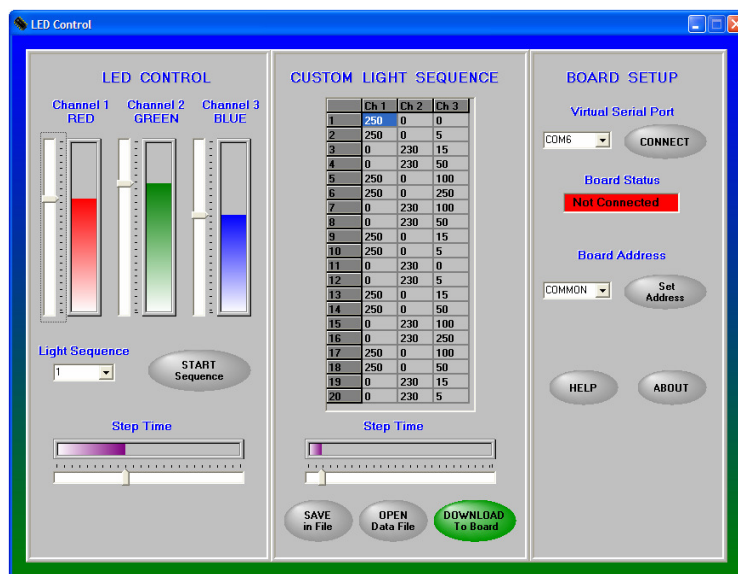 LED Control
LED CONTROL
Channel 1 Channel 2 Channel 3
RED GREEN BLUE
Light Sequence
1
START
Sequence
Step Time
CUSTOM LIGHT SEQUENCE
Ch 1 Ch 2 Ch 3
1 250 0 0
2 250 0 5
3 0 230 15
4 0 230 50
5 250 0 100
6 250 0 250
7 0 230 100
8 0 230 50
9 250 0 15
10 250 0 5
11 0 230 0
12 0 230 5
13 250 0 15
14 250 0 50
15 0 230 100
16 0 230 250
17 250 0 100
18 250 0 50
19 0 230 15
20 0 230 5
Step Time
SAVE
in File
OPEN
Data File
DOWNLOAD
To Board
BOARD SETUP
Virtual Serial Port
COM6
CONNECT
Board Status
Not Connected
Board Address
COMMON
Set
Address
HELP
ABOUT